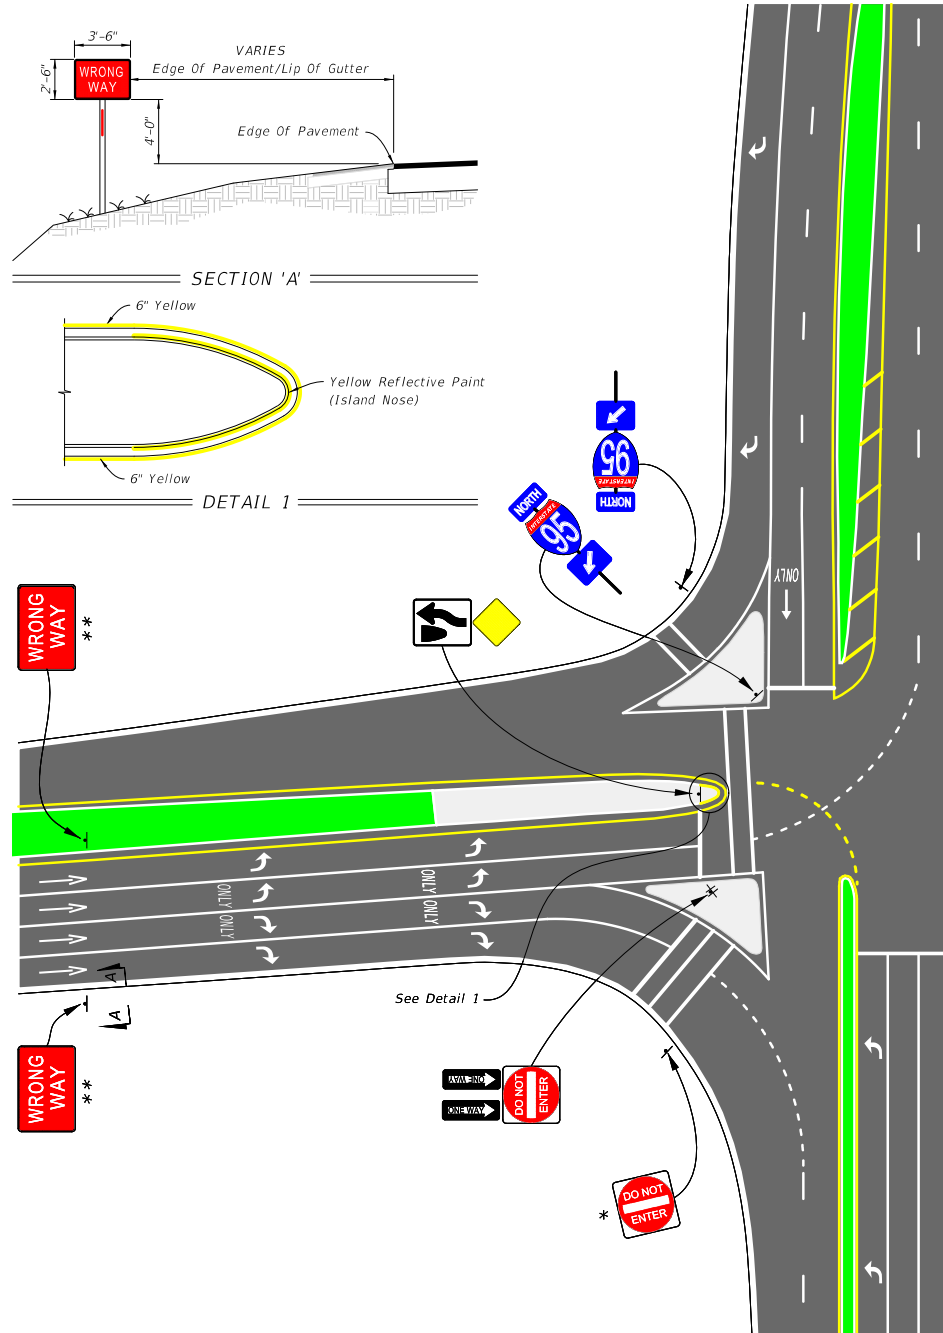 3'-6"
WRONG
WAY
2'-6"
VARIES
Edge Of Pavement/Lip Of Gutter
4'-0"
Edge Of Pavement
SECTION 'A'
6" Yellow
Yellow Reflective Paint
(Island Nose)
6" Yellow
DETAIL 1
95
INTERSTATE
NORTH
NORTH
INTERSTATE
95
ONLY
WRONG
WAY
**
ONLY
ONLY
ONLY
ONLY
A
A
See Detail 1
WRONG
WAY
**
ONE WAY
ONE WAY
DO NOT
ENTER
DO NOT
ENTER
*